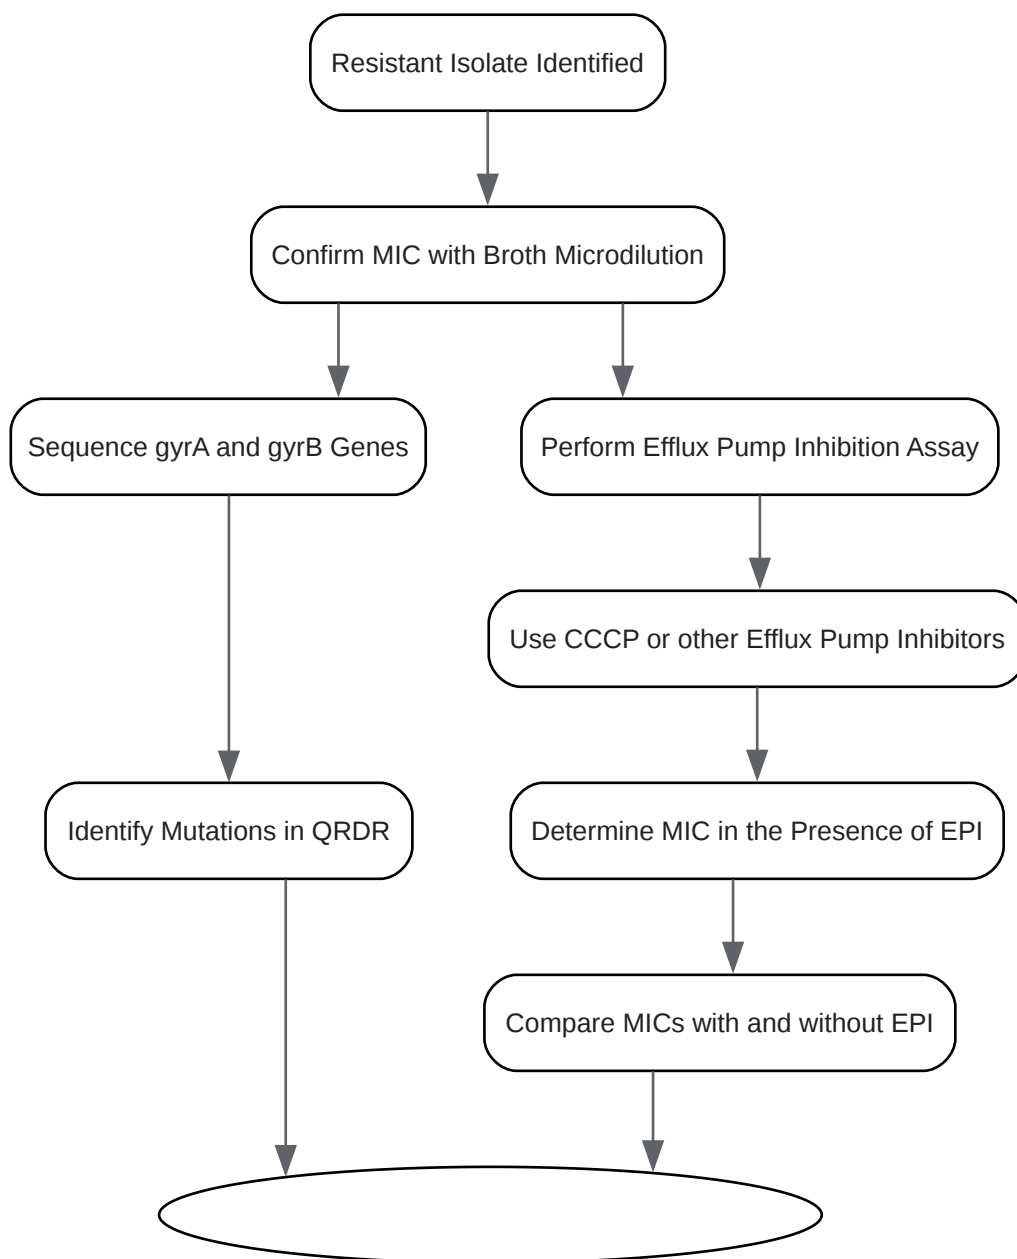 Resistant Isolate Identified
Confirm MIC with Broth Microdilution
Sequence gyrA and gyrB Genes
Perform Efflux Pump Inhibition Assay
Use CCCP or other Efflux Pump Inhibitors
Identify Mutations in QRDR
Determine MIC in the Presence of EPI
Compare MICs with and without EPI